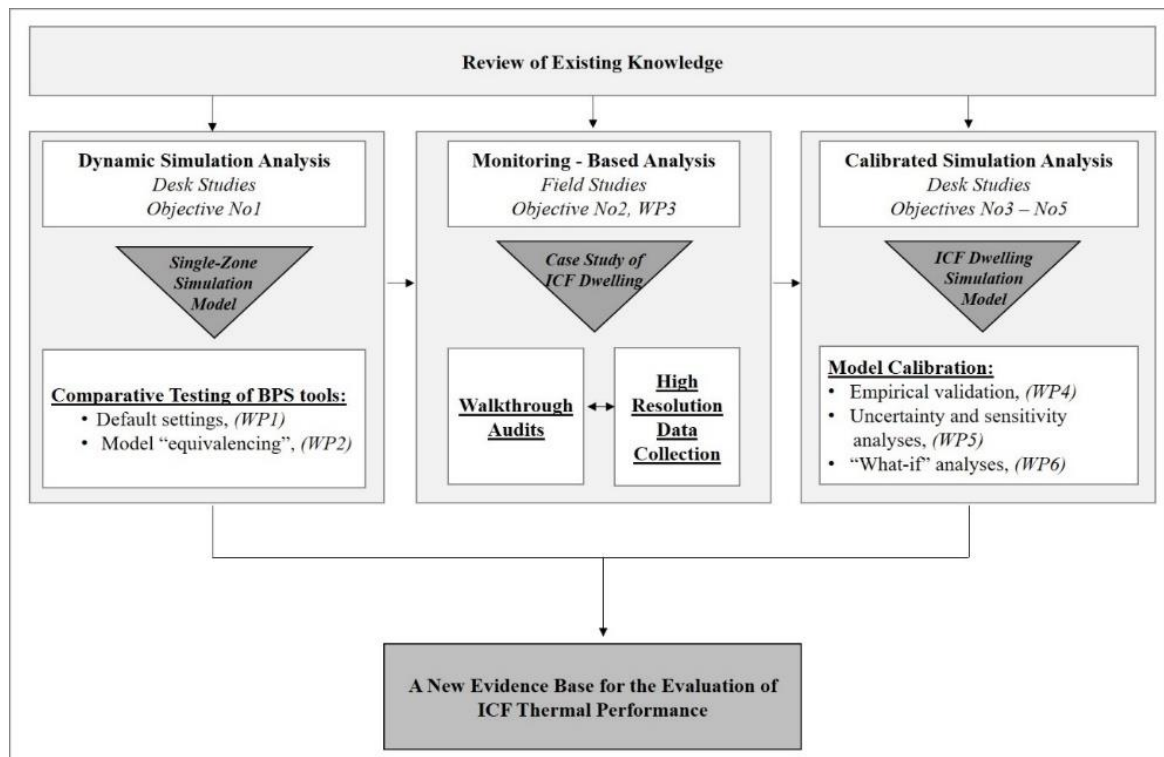 Review of Existing Knowledge
Dynamic Simulation Analysis
Desk Studies
Objective No1
Single-Zone
Simulation
Model
Comparative Testing of BPS tools:
• Default settings, (WP1)
• Model “equivalencing”, (WP2)
Monitoring - Based Analysis
Field Studies
Objective No2, WP3
Case Study of
ICF Dwelling
Walkthrough
Audits
High
Resolution
Data
Collection
Calibrated Simulation Analysis
Desk Studies
Objectives No3 – No5
ICF Dwelling
Simulation
Model
Model Calibration:
• Empirical validation, (WP4)
• Uncertainty and sensitivity
analyses, (WP5)
• “What-if” analyses, (WP6)
A New Evidence Base for the Evaluation of
ICF Thermal Performance